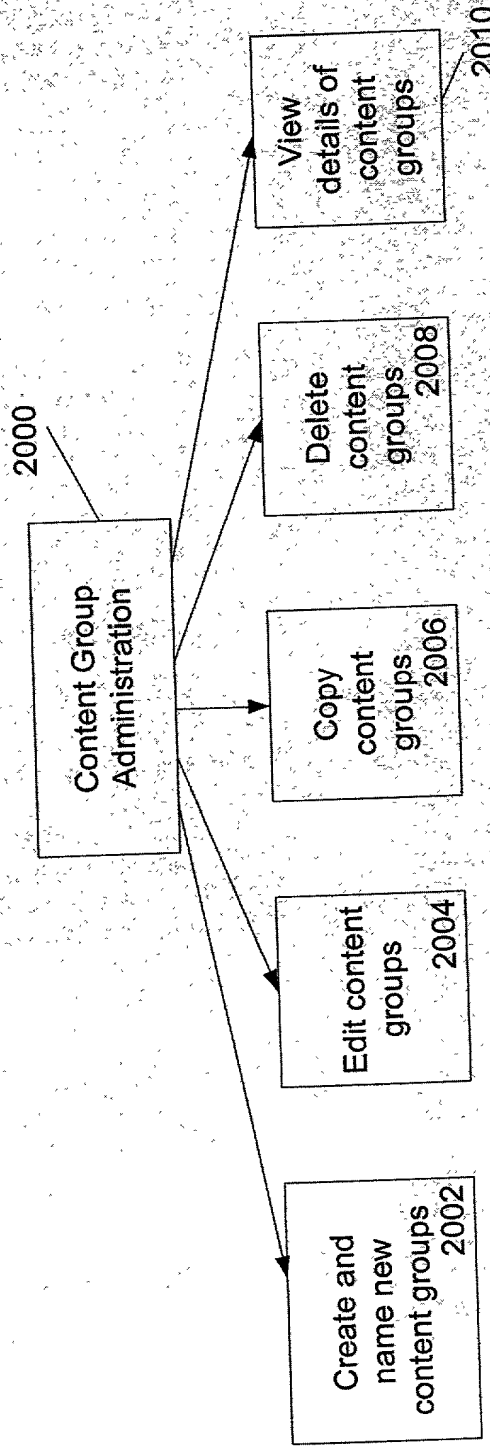 2000
Content Group
Administration
Create and
name new
content groups
2002
Edit content
groups
2004
Copy
content
groups
2006
Delete
content
groups
2008
View
details of
content
groups
2010